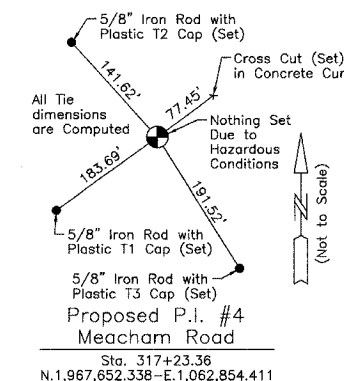 5/8" Iron Rod with
Plastic T2 Cap (Set)
Cross Cut (Set)
in Concrete Cur
141.62'
77.45'
All Tie
dimensions
are Computed
Nothing Set
Due to
Hazardous
Conditions
183.69'
191.52'
N
(Not to Scale)
5/8" Iron Rod with
Plastic T1 Cap (Set)
5/8" Iron Rod with
Plastic T3 Cap (Set)
Proposed P.I. #4
Meacham Road
Sta. 317+23.36
N.1,967,652.338-E.1,062,854.411